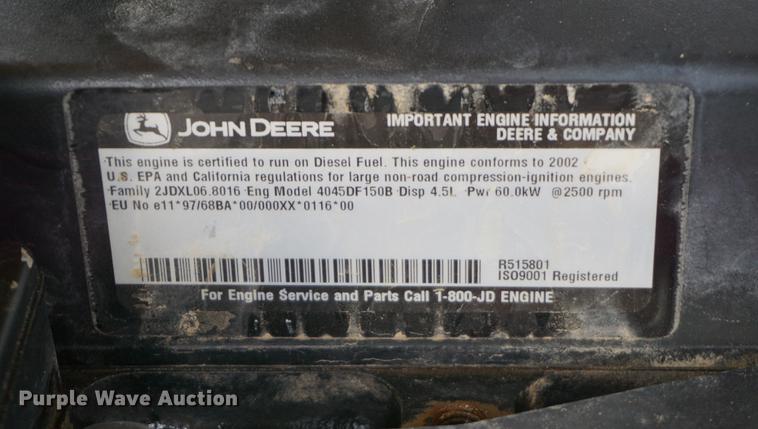 JOHN DEERE
IMPORTANT ENGINE INFORMATION
DEERE & COMPANY
This engine is certified to run on Diesel Fuel. This engine conforms to 2002
U.S. EPA and California regulations for large non-road compression-ignition engines.
Family 2JDXL06.8016 Eng Model 4045DF150B Disp 4.5L Pwr 60.0kW @2500 rpm
EU No e11*97/68BA*00/000XX*0116*00
R515801
ISO9001 Registered
For Engine Service and Parts Call 1-800-JD ENGINE
Purple Wave Auction